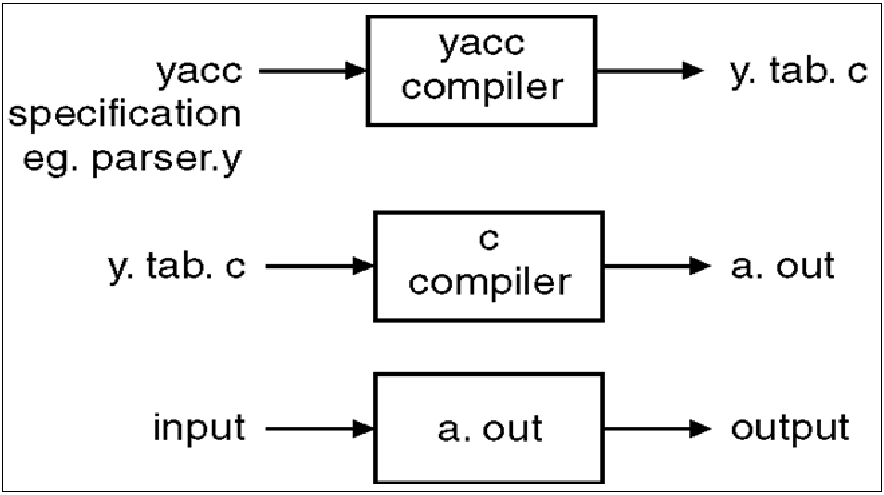 yacc
specification
eg. parser.y
yacc
compiler
y. tab. c
y. tab. c
c
compiler
a. out
input
a. out
output